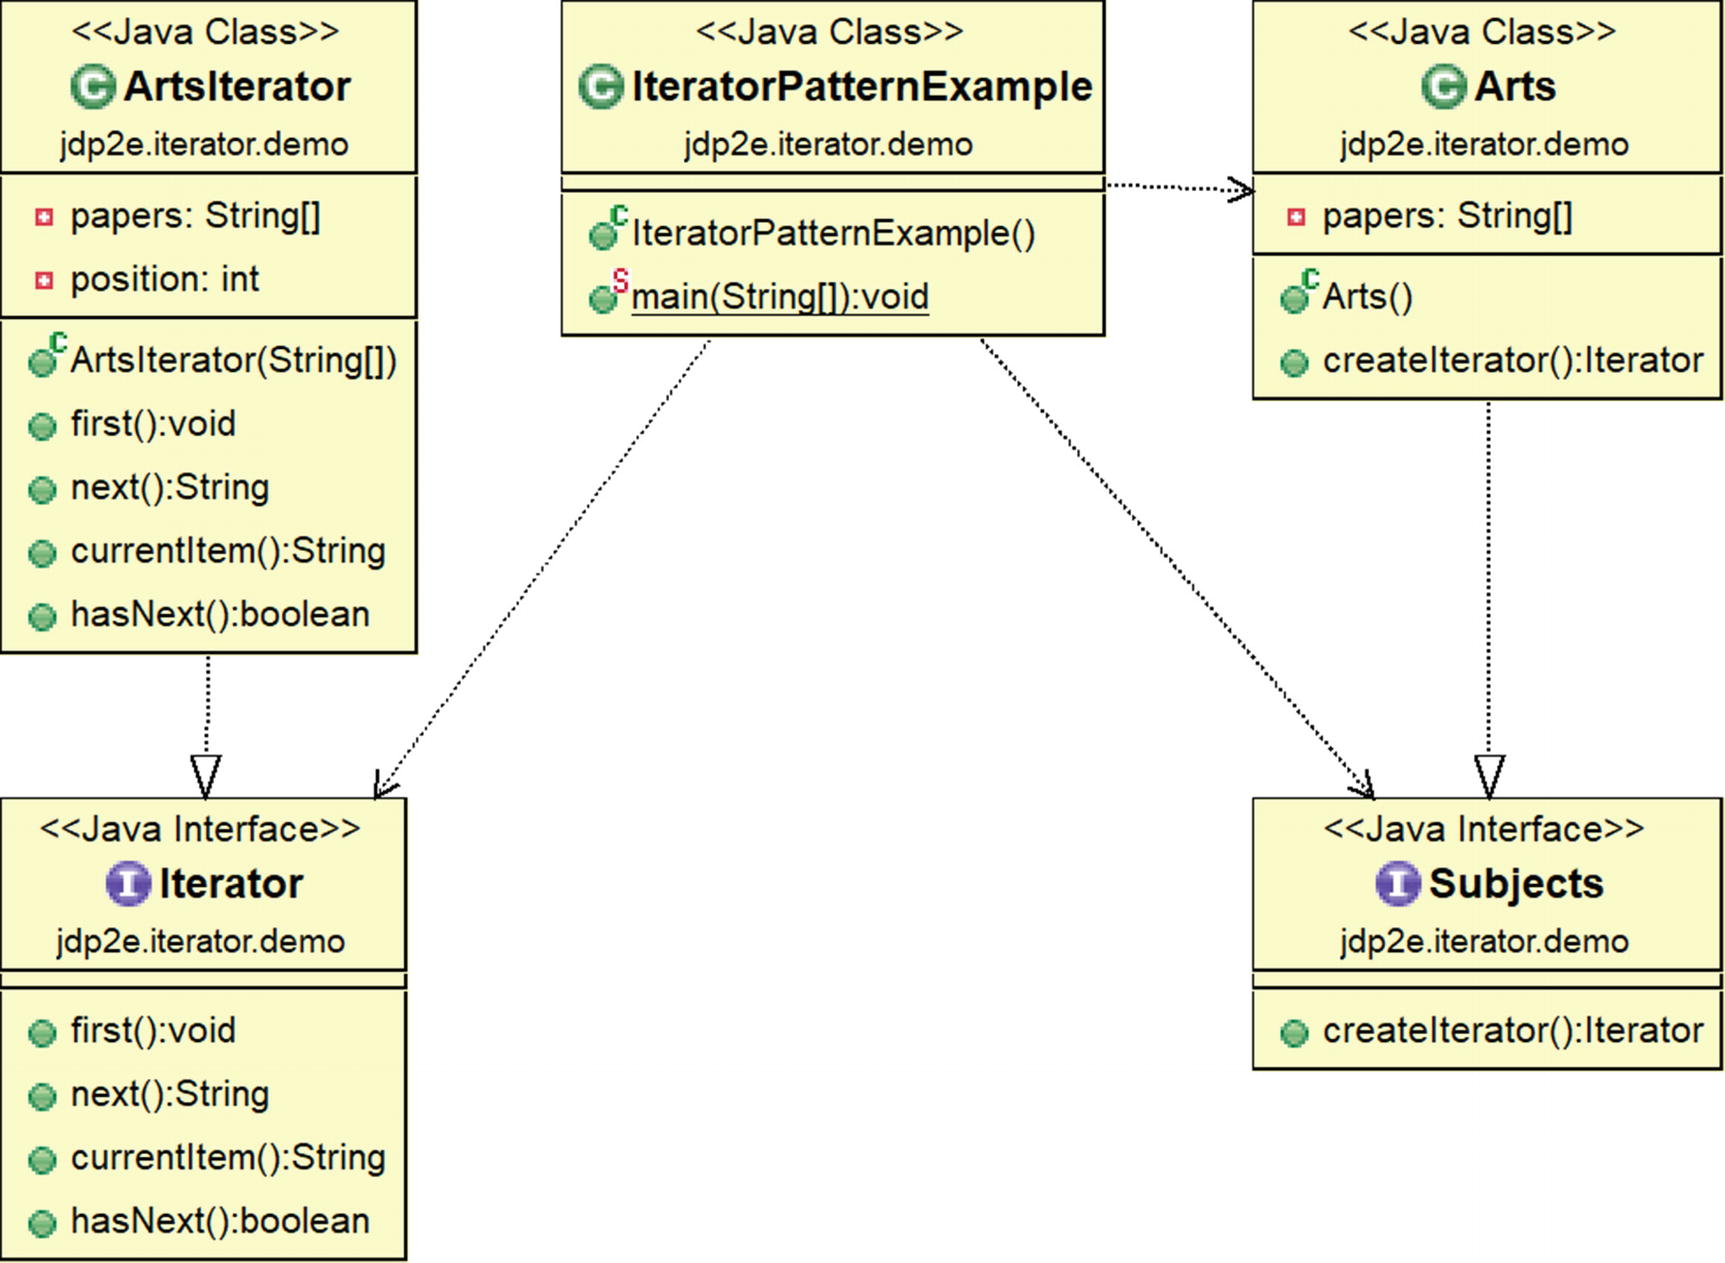 <<Java Class>>
C ArtsIterator
jdp2e.iterator.demo
papers: String[]
position: int
C ArtsIterator(String[])
first():void
next():String
currentItem():String
hasNext():boolean
<<Java Class>>
C IteratorPatternExample
jdp2e.iterator.demo
C IteratorPatternExample()
S main(String[]):void
<<Java Class>>
C Arts
jdp2e.iterator.demo
papers: String[]
C Arts()
createIterator():Iterator
<<Java Interface>>
I Iterator
jdp2e.iterator.demo
first():void
next():String
currentItem():String
hasNext():boolean
<<Java Interface>>
I Subjects
jdp2e.iterator.demo
createIterator():Iterator